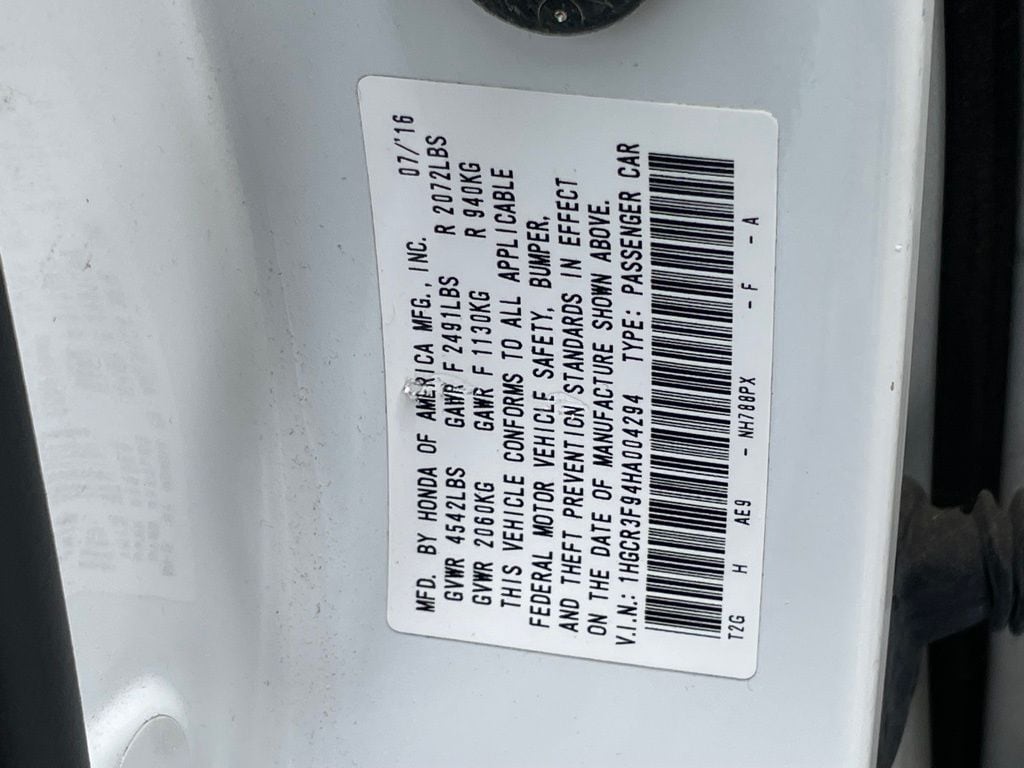 MFD. BY HONDA OF AMERICA MFG., INC. 07/'16
GVWR 4542LBS GAWR F 2491LBS R 2072LBS
GVWR 2060KG GAWR F 1130KG R 940KG
THIS VEHICLE CONFORMS TO ALL APPLICABLE
FEDERAL MOTOR VEHICLE SAFETY, BUMPER,
AND THEFT PREVENTION STANDARDS IN EFFECT
ON THE DATE OF MANUFACTURE SHOWN ABOVE.
V.I.N.: 1HGCR3F94HA004294 TYPE: PASSENGER CAR
T2G H AE9 - NH788PX - F - A